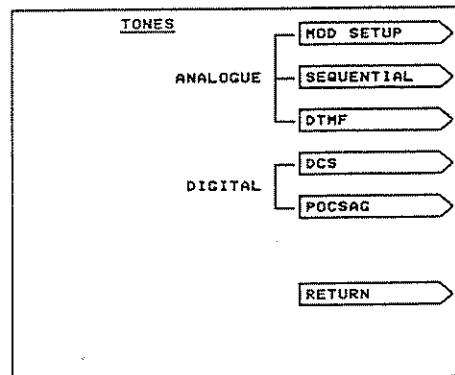 TONES
MOD SETUP
ANALOGUE
SEQUENTIAL
DTMF
DCS
DIGITAL
POCSAG
RETURN